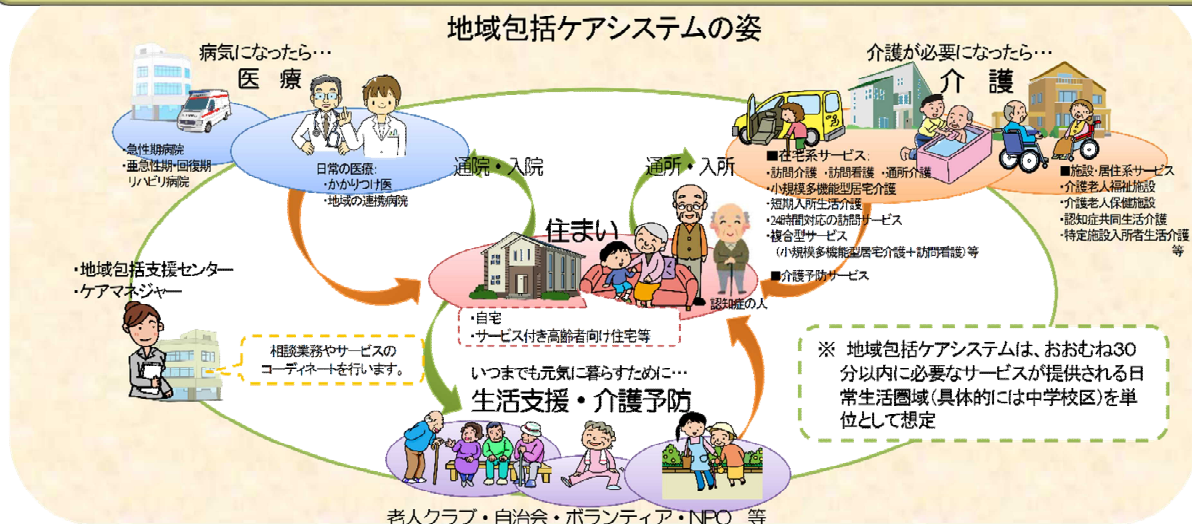 地域包括ケアシステムの姿
病気になったら…
医 療
・急性期病院
・亜急性期・回復期
リハビリ病院
日常の医療:
・かかりつけ医
・地域の連携病院
通院・入院
通所・入所
介護が必要になったら…
介 護
■在宅系サービス:
・訪問介護 ・訪問看護 ・通所介護
・小規模多機能型居宅介護
・短期入所生活介護
・24時間対応の訪問サービス
・複合型サービス
(小規模多機能型居宅介護+訪問看護)等
■介護予防サービス
■施設・居住系サービス
・介護老人福祉施設
・介護老人保健施設
・認知症共同生活介護
・特定施設入所者生活介護
等
住まい
認知症の人
・自宅
・サービス付き高齢者向け住宅等
・地域包括支援センター
・ケアマネジャー
相談業務やサービスの
コーディネートを行います。
いつまでも元気に暮らすために…
生活支援・介護予防
老人クラブ・自治会・ボランティア・NPO 等
※ 地域包括ケアシステムは、おおむね30
分以内に必要なサービスが提供される日
常生活圏域(具体的には中学校区)を単
位として想定